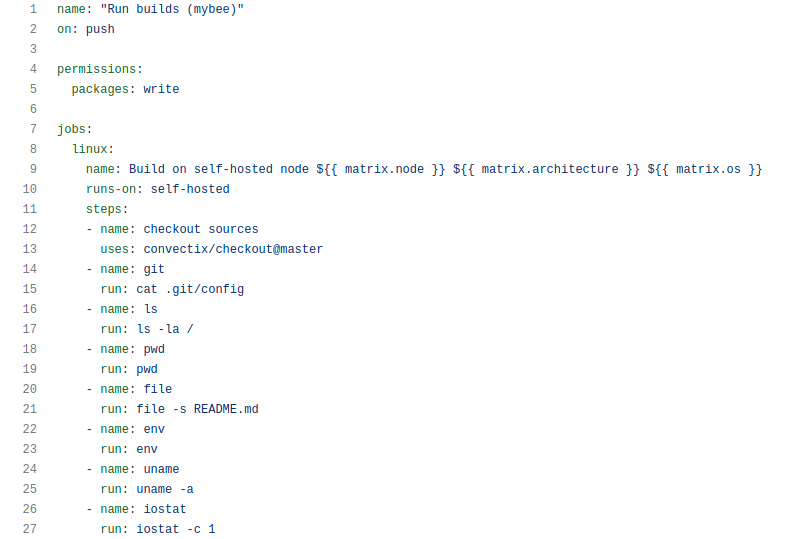 1 name: "Run builds (mybee)"
2 on: push
3
4 permissions:
5   packages: write
6
7 jobs:
8   linux:
9     name: Build on self-hosted node ${{ matrix.node }} ${{ matrix.architecture }} ${{ matrix.os }}
10     runs-on: self-hosted
11     steps:
12     - name: checkout sources
13       uses: convectix/checkout@master
14     - name: git
15       run: cat .git/config
16     - name: ls
17       run: ls -la /
18     - name: pwd
19       run: pwd
20     - name: file
21       run: file -s README.md
22     - name: env
23       run: env
24     - name: uname
25       run: uname -a
26     - name: iostat
27       run: iostat -c 1